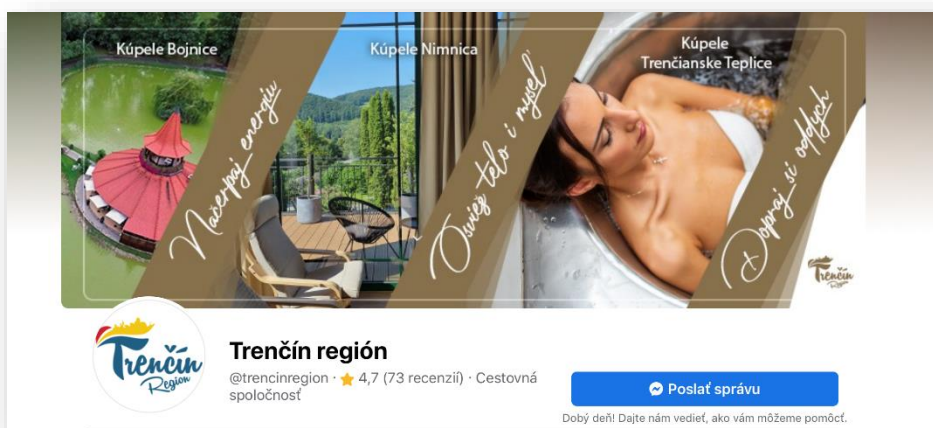 Kúpele Bojnice
Kúpele Nimnica
Kúpele
Trenčianske Teplice
Načerpaj energiu
Osviež telo i myseľ
Dopraj si oddych
Trenčín
Region
Trenčín
Region
Trenčín región
@trencinregion · 4,7 (73 recenzií) · Cestovná
spoločnosť
Poslať správu
Dobý deň! Dajte nám vedieť, ako vám môžeme pomôcť.